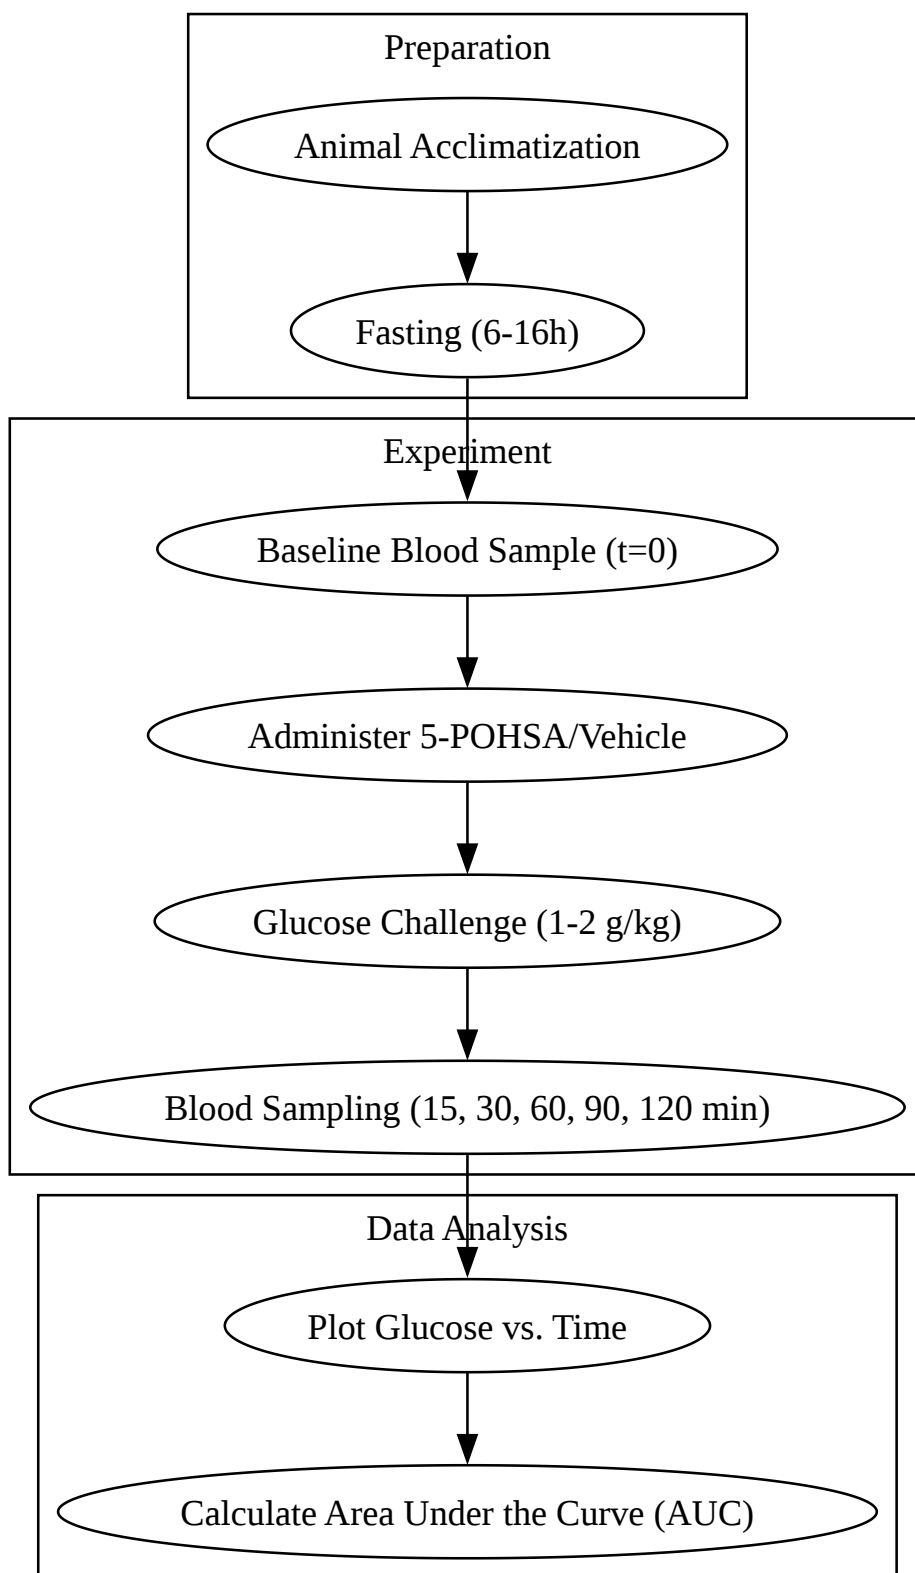 Preparation
Animal Acclimatization
Fasting (6-16h)
Experiment
Baseline Blood Sample (t=0)
Administer 5-POHSA/Vehicle
Glucose Challenge (1-2 g/kg)
Blood Sampling (15, 30, 60, 90, 120 min)
Data Analysis
Plot Glucose vs. Time
Calculate Area Under the Curve (AUC)